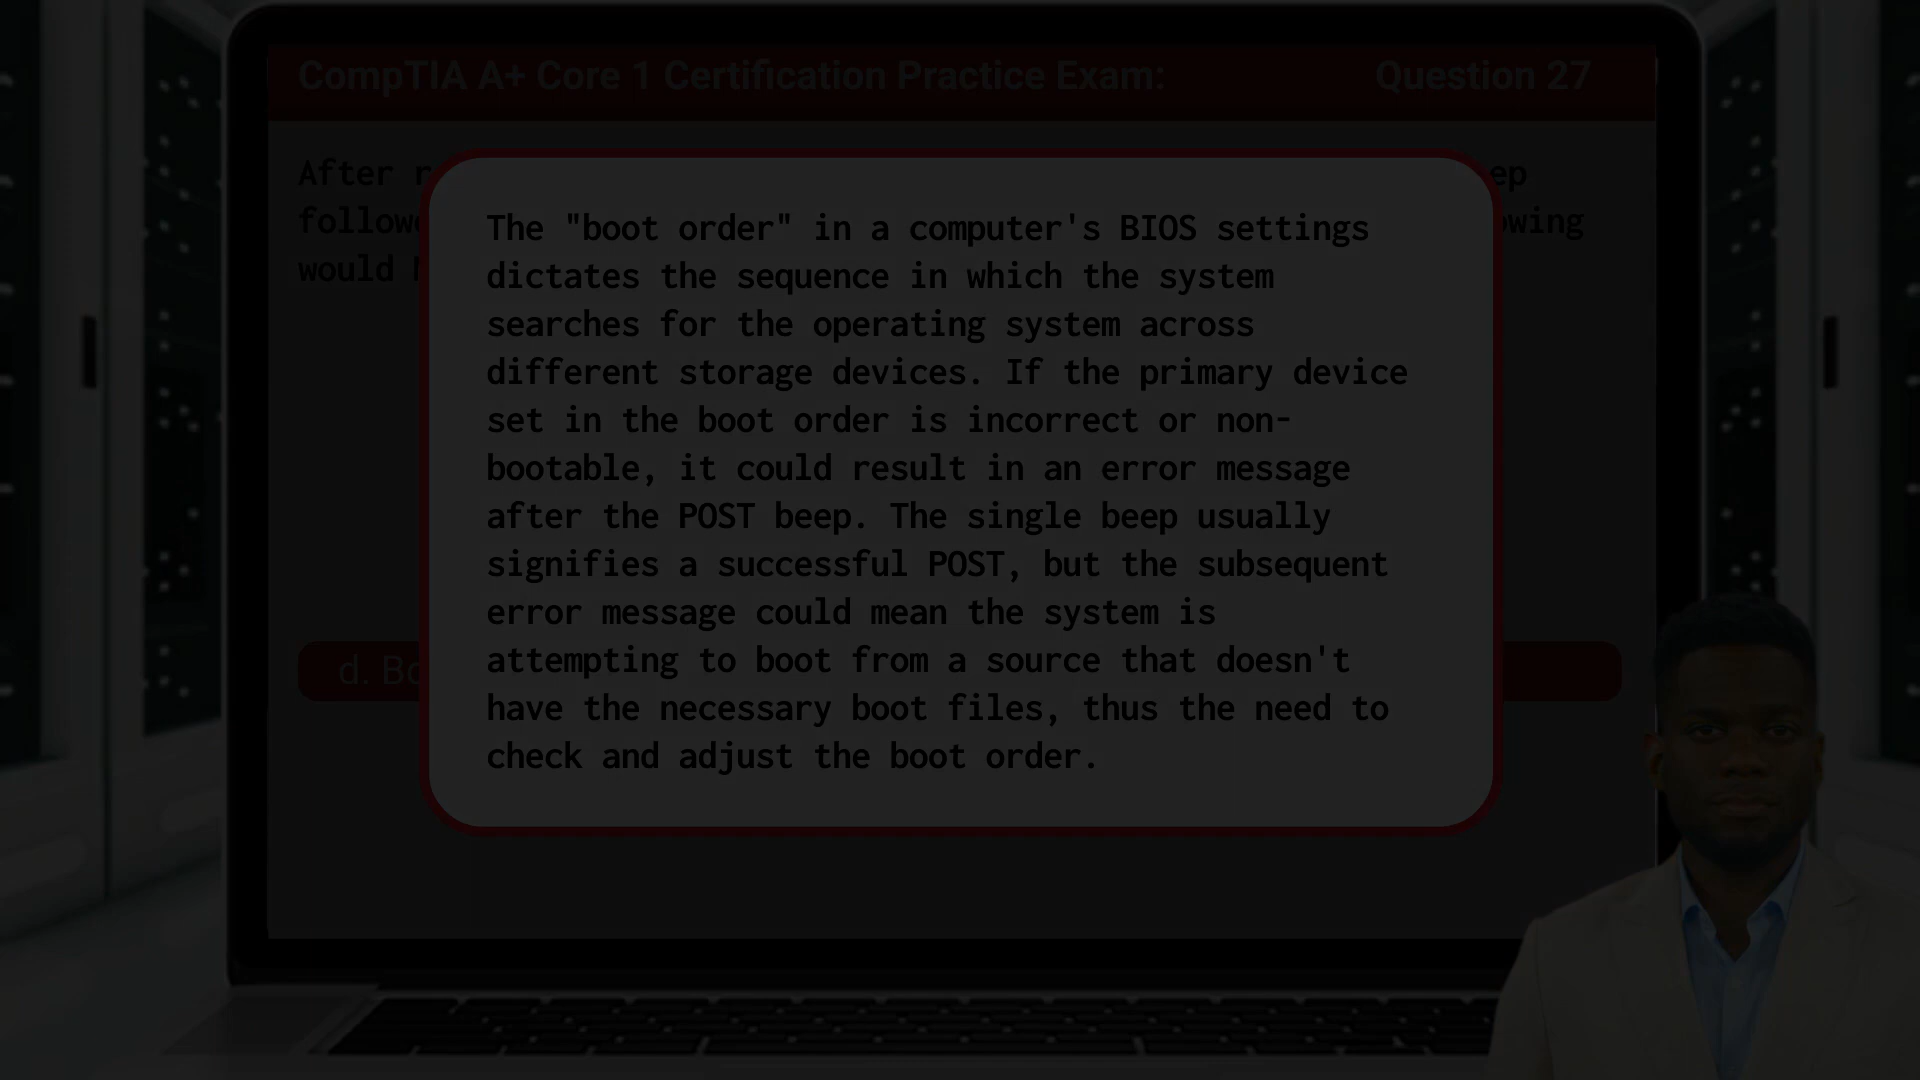 CompTIA A+ Core 1 Certification Practice Exam: Question 27
After
ep
owing
would
The "boot order" in a computer's BIOS settings
dictates the sequence in which the system
searches for the operating system across
different storage devices. If the primary device
set in the boot order is incorrect or non-
bootable, it could result in an error message
after the POST beep. The single beep usually
signifies a successful POST, but the subsequent
error message could mean the system is
attempting to boot from a source that doesn't
have the necessary boot files, thus the need to
check and adjust the boot order.
d. Bo